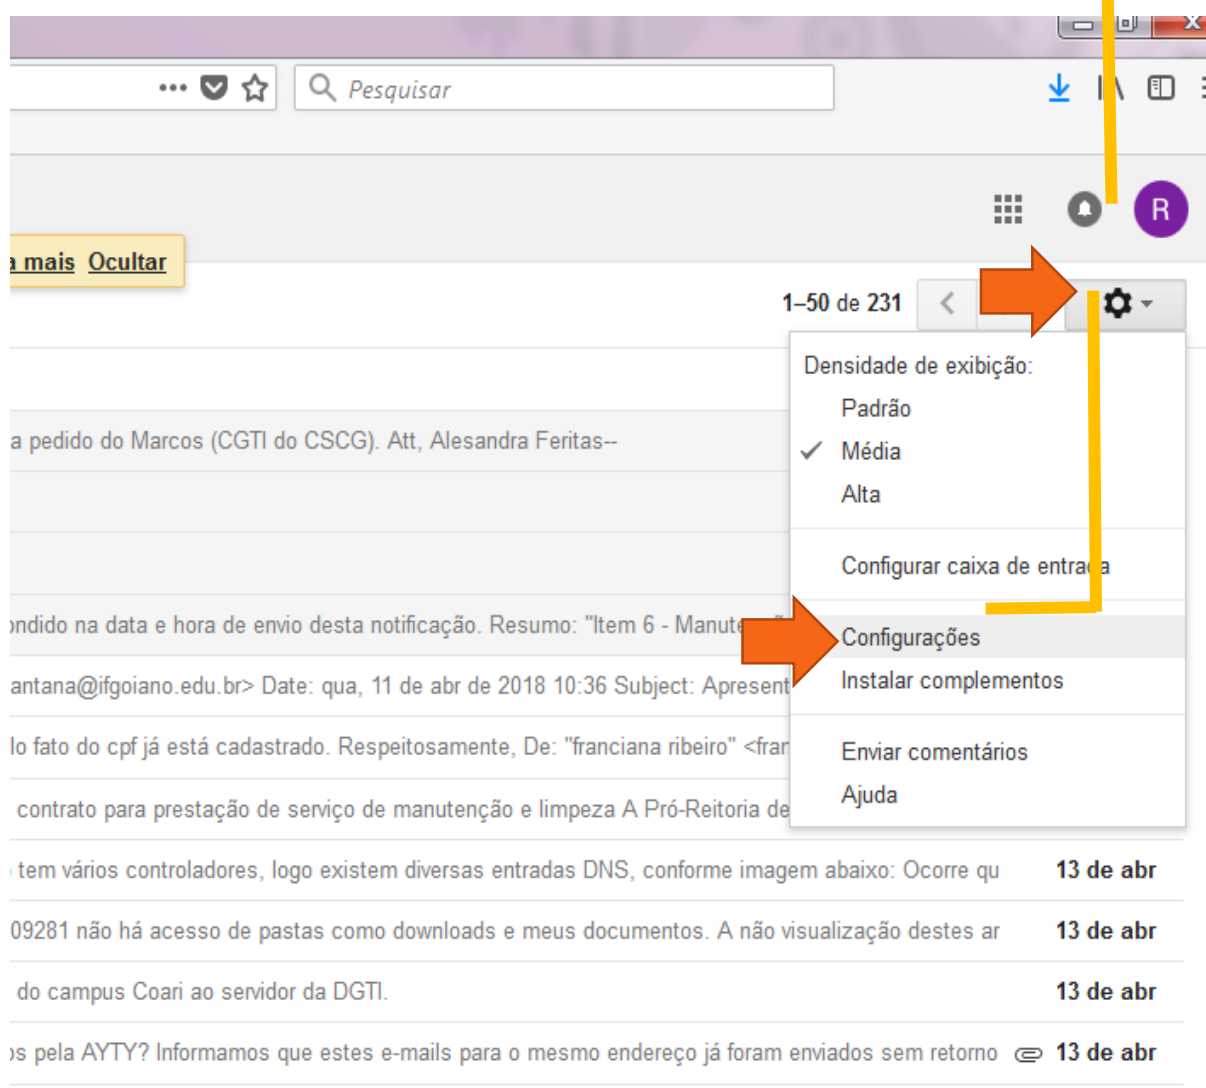 Pesquisar
R
a mais Ocultar
1–50 de 231
Densidade de exibição:
Padrão
a pedido do Marcos (CGTI do CSCG). Att, Alesandra Feritas--
Média
Alta
Configurar caixa de entrada
ondido na data e hora de envio desta notificação. Resumo: "Item 6 - Manutenção
Configurações
antana@ifgoiano.edu.br> Date: qua, 11 de abr de 2018 10:36 Subject: Apresent
Instalar complementos
lo fato do cpf já está cadastrado. Respeitosamente, De: "franciana ribeiro" <fran
Enviar comentários
contrato para prestação de serviço de manutenção e limpeza A Pró-Reitoria de
Ajuda
tem vários controladores, logo existem diversas entradas DNS, conforme imagem abaixo: Ocorre qu 13 de abr
09281 não há acesso de pastas como downloads e meus documentos. A não visualização destes ar 13 de abr
do campus Coari ao servidor da DGTI. 13 de abr
os pela AYTY? Informamos que estes e-mails para o mesmo endereço já foram enviados sem retorno 13 de abr